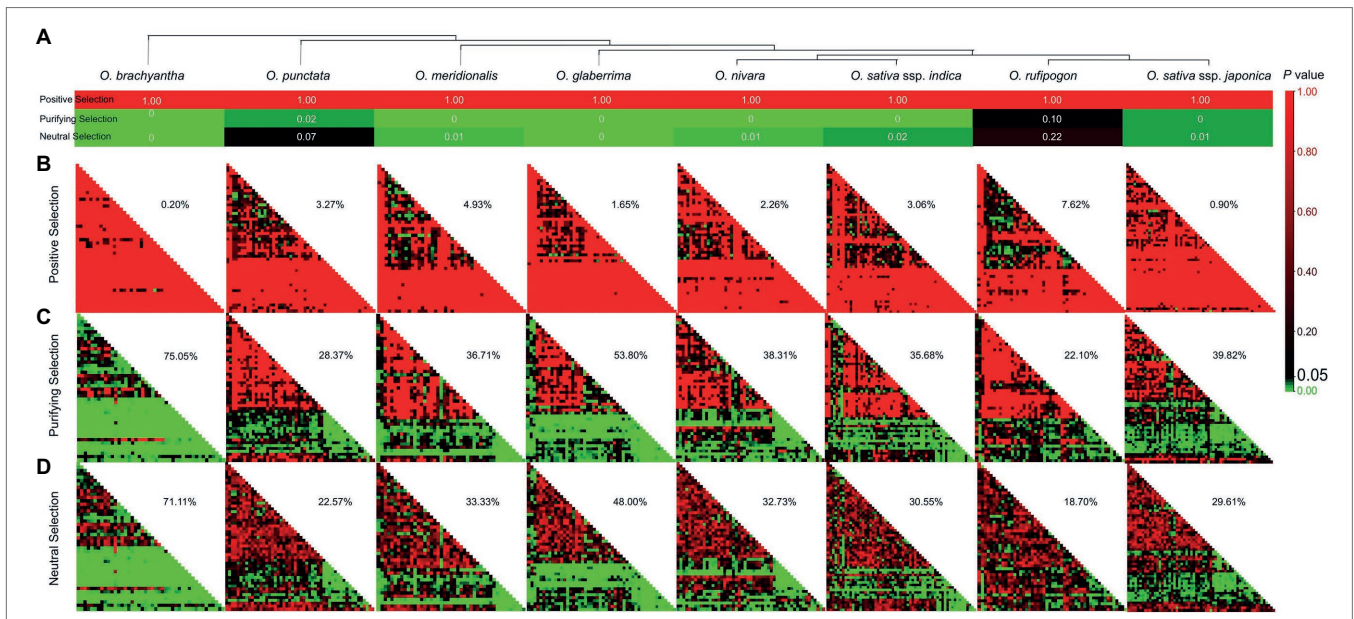 A
O. brachyantha O. punctata O. meridionalis O. glaberrima O. nivara O. sativa ssp. indica O. rufipogon O. sativa ssp. japonica P value
Positive Selection 1.00 1.00 1.00 1.00 1.00 1.00 1.00 1.00
Purifying Selection 0 0.02 0 0 0 0 0.10 0
Neutral Selection 0 0.07 0.01 0 0.01 0.02 0.22 0.01
1.00
0.80
0.60
0.40
0.20
0.05
0.00
B
Positive Selection
0.20% 3.27% 4.93% 1.65% 2.26% 3.06% 7.62% 0.90%
C
Purifying Selection
75.05% 28.37% 36.71% 53.80% 38.31% 35.68% 22.10% 39.82%
D
Neutral Selection
71.11% 22.57% 33.33% 48.00% 32.73% 30.55% 18.70% 29.61%